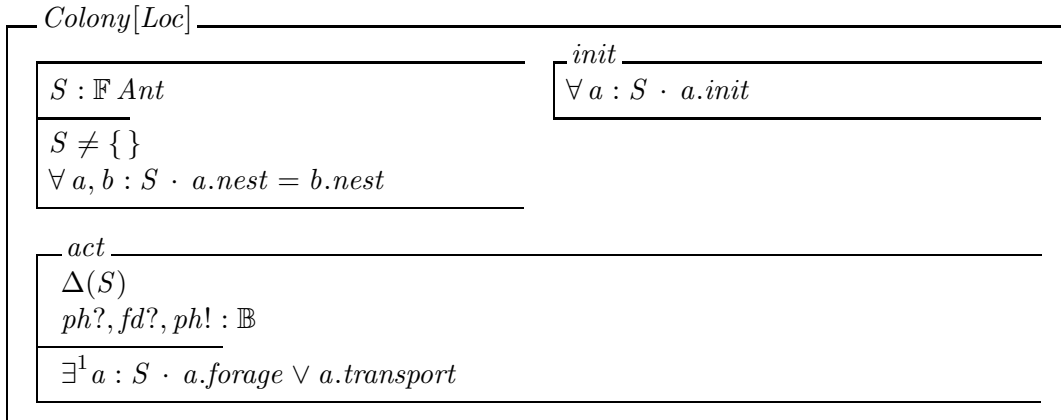 Colony[Loc]
S : 𝔽 Ant
S ≠ { }
∀ a, b : S · a.nest = b.nest
init
∀ a : S · a.init
act
Δ(S)
ph?, fd?, ph! : 𝔹
∃¹ a : S · a.forage ∨ a.transport